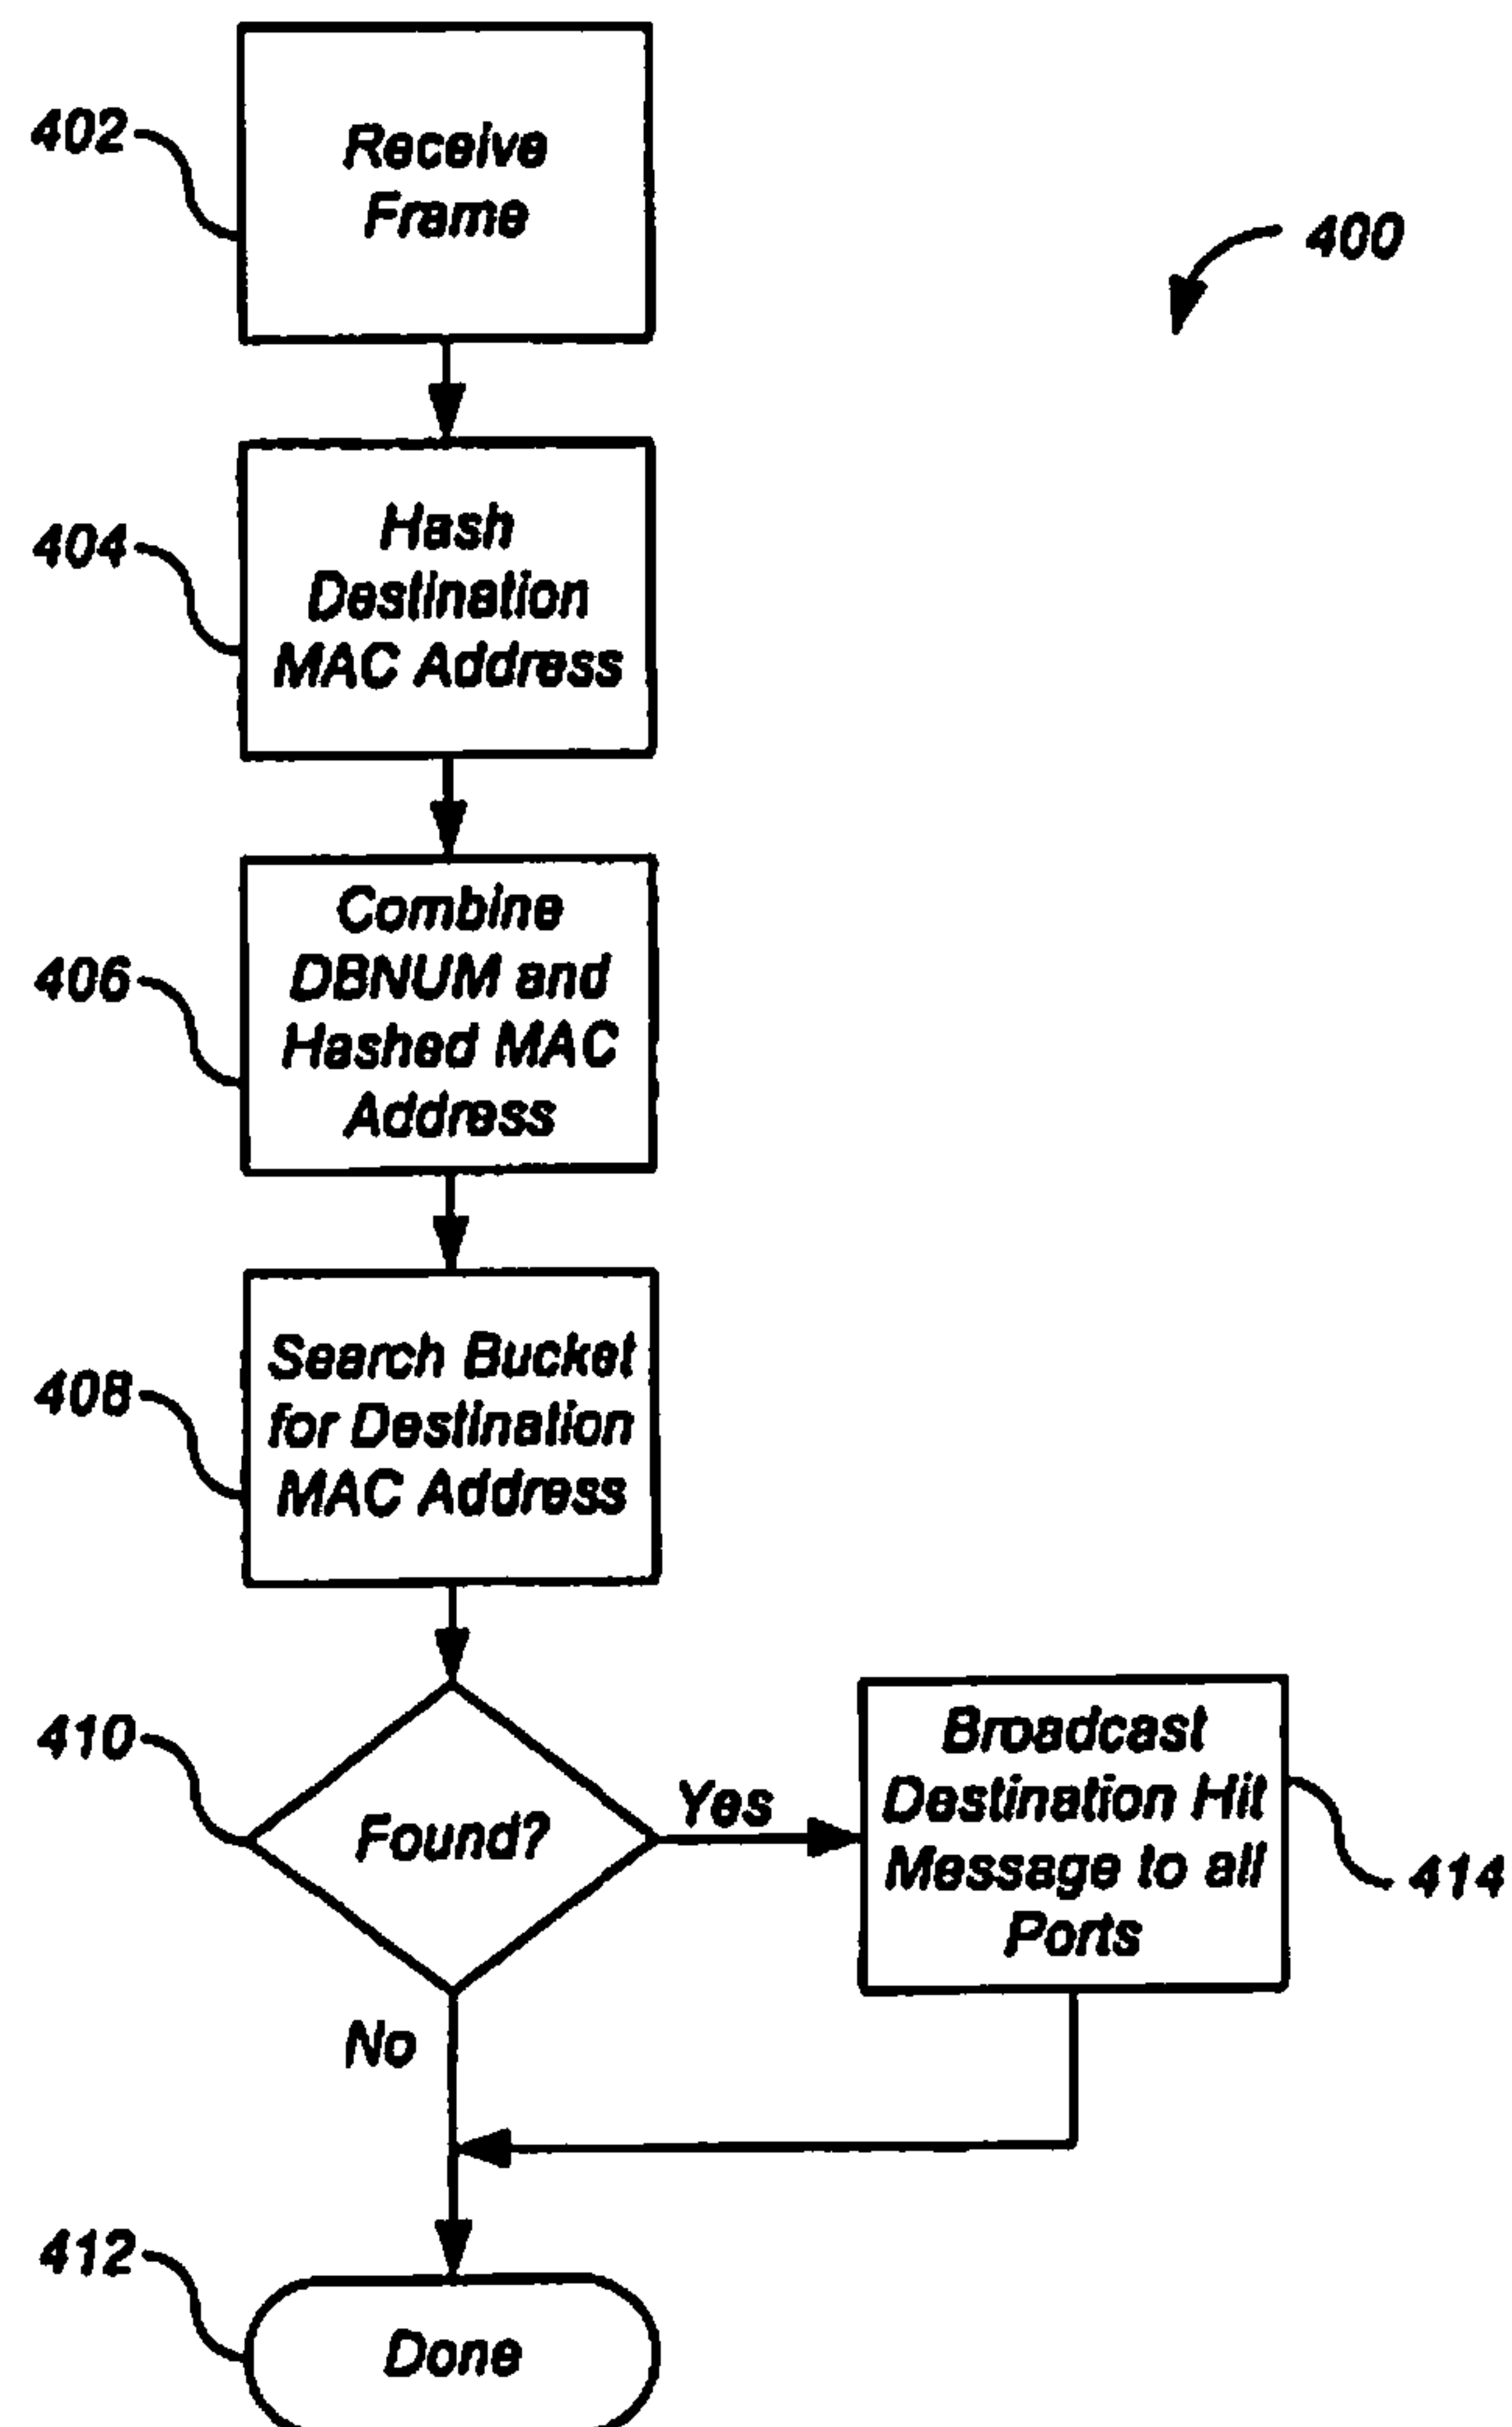 402
Receive
Frame
400
404
Hash
Destination
MAC Address
406
Combine
DBNUM and
Hashed MAC
Address
408
Search Bucket
for Destination
MAC Address
410
Found?
Yes
Broadcast
Destination Hit
Message to all
Ports
414
No
412
Done